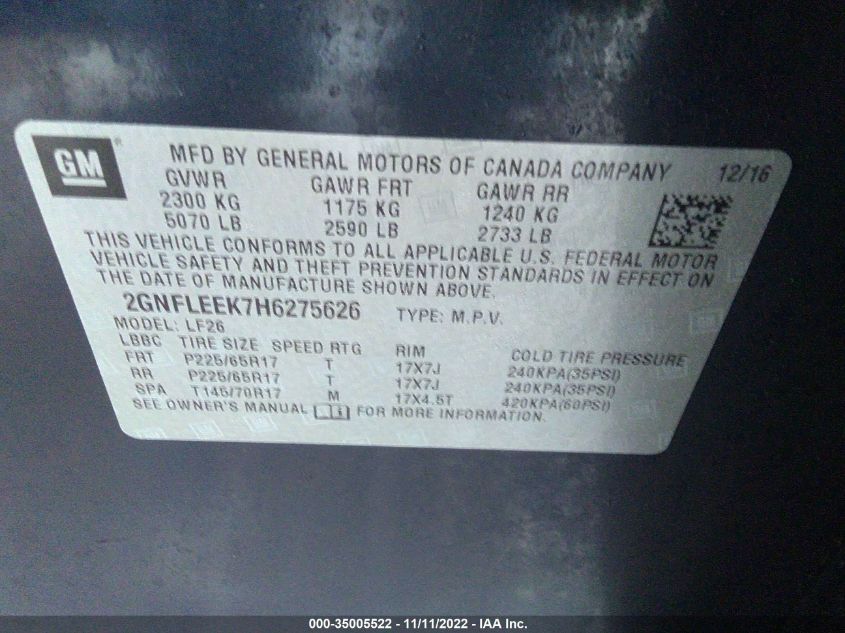 GM
MFD BY GENERAL MOTORS OF CANADA COMPANY 12/16
GVWR GAWR FRT GAWR RR
2300 KG 1175 KG 1240 KG
5070 LB 2590 LB 2733 LB
THIS VEHICLE CONFORMS TO ALL APPLICABLE U.S. FEDERAL MOTOR
VEHICLE SAFETY AND THEFT PREVENTION STANDARDS IN EFFECT ON
THE DATE OF MANUFACTURE SHOWN ABOVE.
2GNFLEEK7H6275626 TYPE: M.P.V.
MODEL: LF26
LBBC TIRE SIZE SPEED RTG RIM COLD TIRE PRESSURE
FRT P225/65R17 T 17X7J 240KPA(35PSI)
RR P225/65R17 T 17X7J 240KPA(35PSI)
SPA T145/70R17 M 17X4.5T 420KPA(60PSI)
SEE OWNER'S MANUAL FOR MORE INFORMATION.
000-35005522 - 11/11/2022 - IAA Inc.